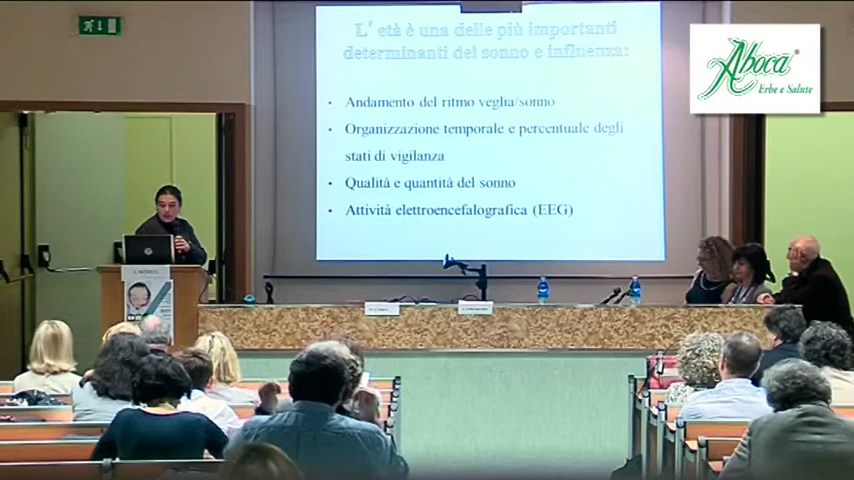 L'età è una delle più importanti
determinanti del sonno e influenza:
• Andamento del ritmo veglia/sonno
• Organizzazione temporale e percentuale degli
stati di vigilanza
• Qualità e quantità del sonno
• Attività elettroencefalografica (EEG)
Aboca®
Erbe e Salute